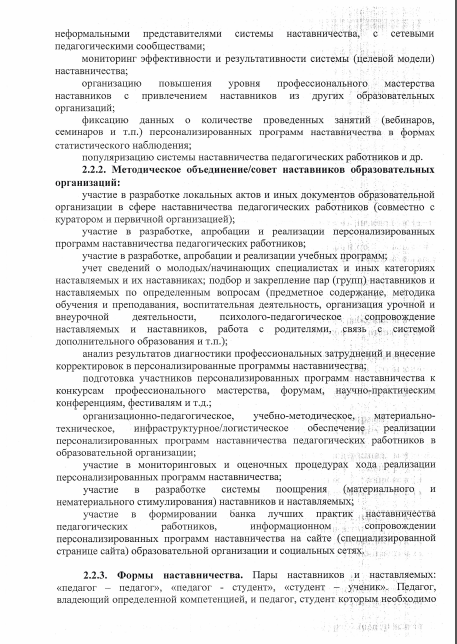 неформальными представителями системы наставничества, с сетевыми
педагогическими сообществами;
мониторинг эффективности и результативности системы (целевой модели)
наставничества;
организацию повышения уровня профессионального мастерства
наставников с привлечением наставников из других образовательных
организаций;
фиксацию данных о количестве проведенных занятий (вебинаров,
семинаров и т.п.) персонализированных программ наставничества в формах
статистического наблюдения;
популяризацию системы наставничества педагогических работников и др.
2.2.2. Методическое объединение/совет наставников образовательных
организаций:
участие в разработке локальных актов и иных документов образовательной
организации в сфере наставничества педагогических работников (совместно с
куратором и первичной организацией);
участие в разработке, апробации и реализации персонализированных
программ наставничества педагогических работников;
участие в разработке, апробации и реализации учебных программ;
учет сведений о молодых/начинающих специалистах и иных категориях
наставляемых и их наставниках; подбор и закрепление пар (групп) наставников и
наставляемых по определенным вопросам (предметное содержание, методика
обучения и преподавания, воспитательная деятельность, организация урочной и
внеурочной деятельности, психолого-педагогическое сопровождение
наставляемых и наставников, работа с родителями, связь с системой
дополнительного образования и т.п.);
анализ результатов диагностики профессиональных затруднений и внесение
корректировок в персонализированные программы наставничества;
подготовка участников персонализированных программ наставничества к
конкурсам профессионального мастерства, форумам, научно-практическим
конференциям, фестивалям и т.д.;
организационно-педагогическое, учебно-методическое, материально-
техническое, инфраструктурное/логистическое обеспечение реализации
персонализированных программ наставничества педагогических работников в
образовательной организации;
участие в мониторинговых и оценочных процедурах хода реализации
персонализированных программ наставничества;
участие в разработке системы поощрения (материального и
нематериального стимулирования) наставников и наставляемых;
участие в формировании банка лучших практик наставничества
педагогических работников, информационном сопровождении
персонализированных программ наставничества на сайте (специализированной
странице сайта) образовательной организации и социальных сетях.
2.2.3. Формы наставничества. Пары наставников и наставляемых:
«педагог – педагог», «педагог - студент», «студент – ученик». Педагог,
владеющий определенной компетенцией, и педагог, студент которым необходимо